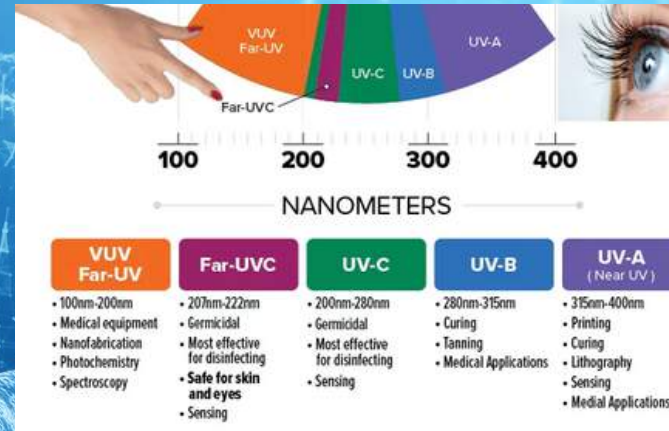 VUV
Far-UV
UV-C
UV-B
UV-A
Far-UVC
100
200
300
400
NANOMETERS
VUV
Far-UV
• 100nm-200nm
• Medical equipment
• Nanofabrication
• Photochemistry
• Spectroscopy
Far-UVC
• 207nm-222nm
• Germicidal
• Most effective
for disinfecting
• Safe for skin
and eyes
• Sensing
UV-C
• 200nm-280nm
• Germicidal
• Most effective
for disinfecting
• Sensing
UV-B
• 280nm-315nm
• Curing
• Tanning
• Medical Applications
UV-A
( Near UV )
• 315nm-400nm
• Printing
• Curing
• Lithography
• Sensing
• Medial Applications